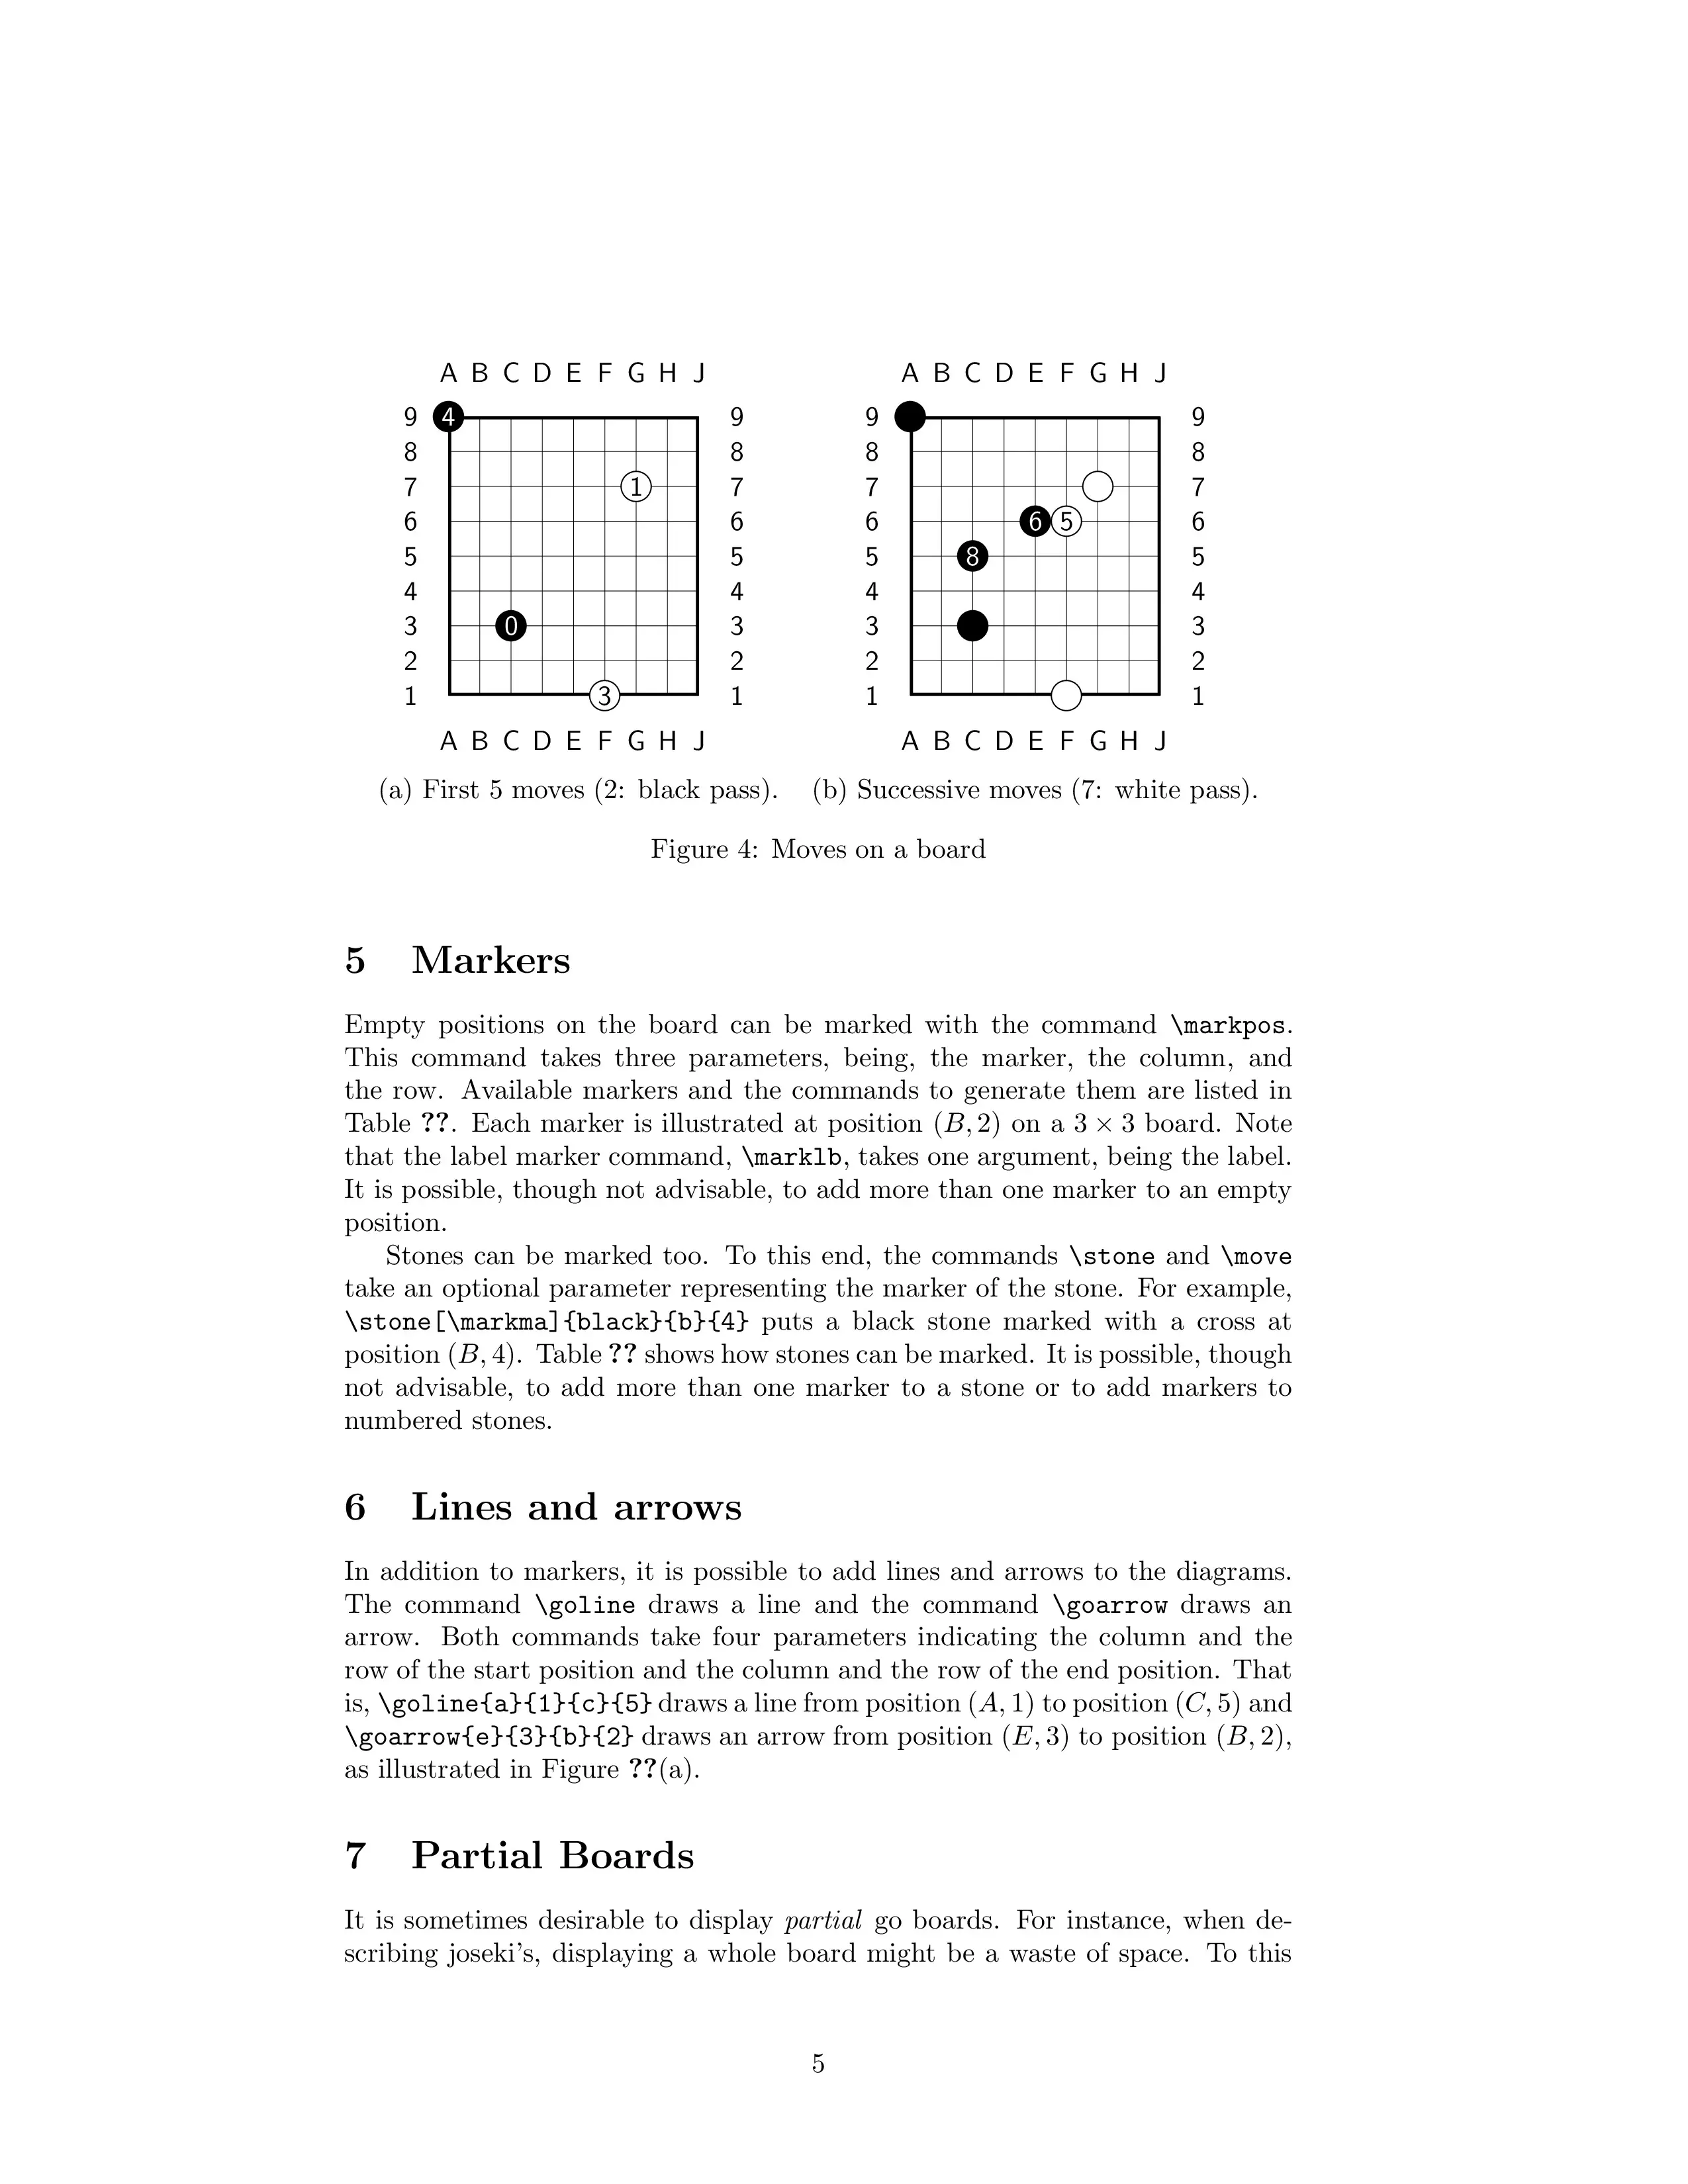 A B C D E F G H J A B C D E F G H J
9 4 9 9 9
8 8 8 8
7 1 7 7 7
6 6 6 6 5 6
5 5 5 8 5
4 4 4 4
3 0 3 3 3
2 2 2 2
1 3 1 1 1
A B C D E F G H J A B C D E F G H J
(a) First 5 moves (2: black pass). (b) Successive moves (7: white pass).
Figure 4: Moves on a board
5 Markers
Empty positions on the board can be marked with the command \markpos.
This command takes three parameters, being, the marker, the column, and
the row. Available markers and the commands to generate them are listed in
Table ??. Each marker is illustrated at position (B, 2) on a 3 × 3 board. Note
that the label marker command, \marklb, takes one argument, being the label.
It is possible, though not advisable, to add more than one marker to an empty
position.
Stones can be marked too. To this end, the commands \stone and \move
take an optional parameter representing the marker of the stone. For example,
\stone[\markma]{black}{b}{4} puts a black stone marked with a cross at
position (B, 4). Table ?? shows how stones can be marked. It is possible, though
not advisable, to add more than one marker to a stone or to add markers to
numbered stones.
6 Lines and arrows
In addition to markers, it is possible to add lines and arrows to the diagrams.
The command \goline draws a line and the command \goarrow draws an
arrow. Both commands take four parameters indicating the column and the
row of the start position and the column and the row of the end position. That
is, \goline{a}{1}{c}{5} draws a line from position (A, 1) to position (C, 5) and
\goarrow{e}{3}{b}{2} draws an arrow from position (E, 3) to position (B, 2),
as illustrated in Figure ??(a).
7 Partial Boards
It is sometimes desirable to display partial go boards. For instance, when de-
scribing joseki's, displaying a whole board might be a waste of space. To this
5